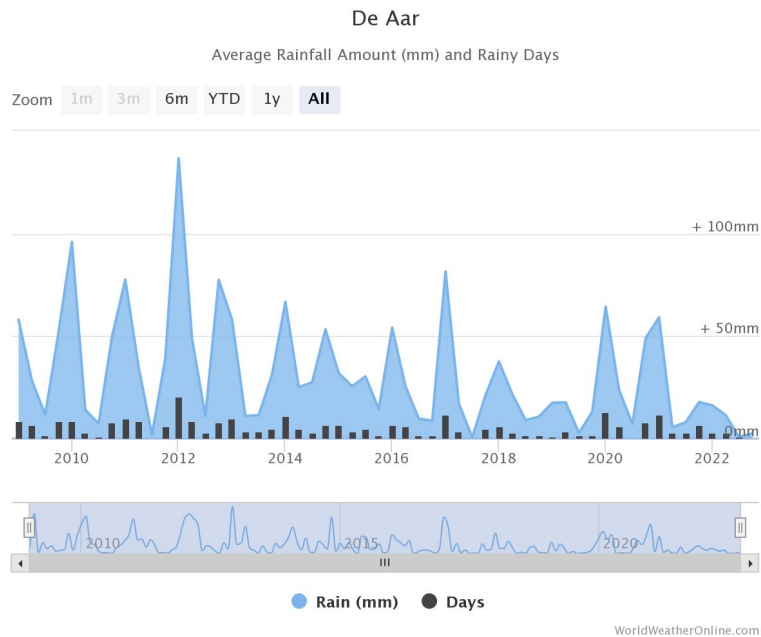 De Aar
Average Rainfall Amount (mm) and Rainy Days
Zoom 1m 3m 6m YTD 1y All
+ 100mm
+ 50mm
0mm
2010 2012 2014 2016 2018 2020 2022
2010 2015 2020
Rain (mm) Days
WorldWeatherOnline.com